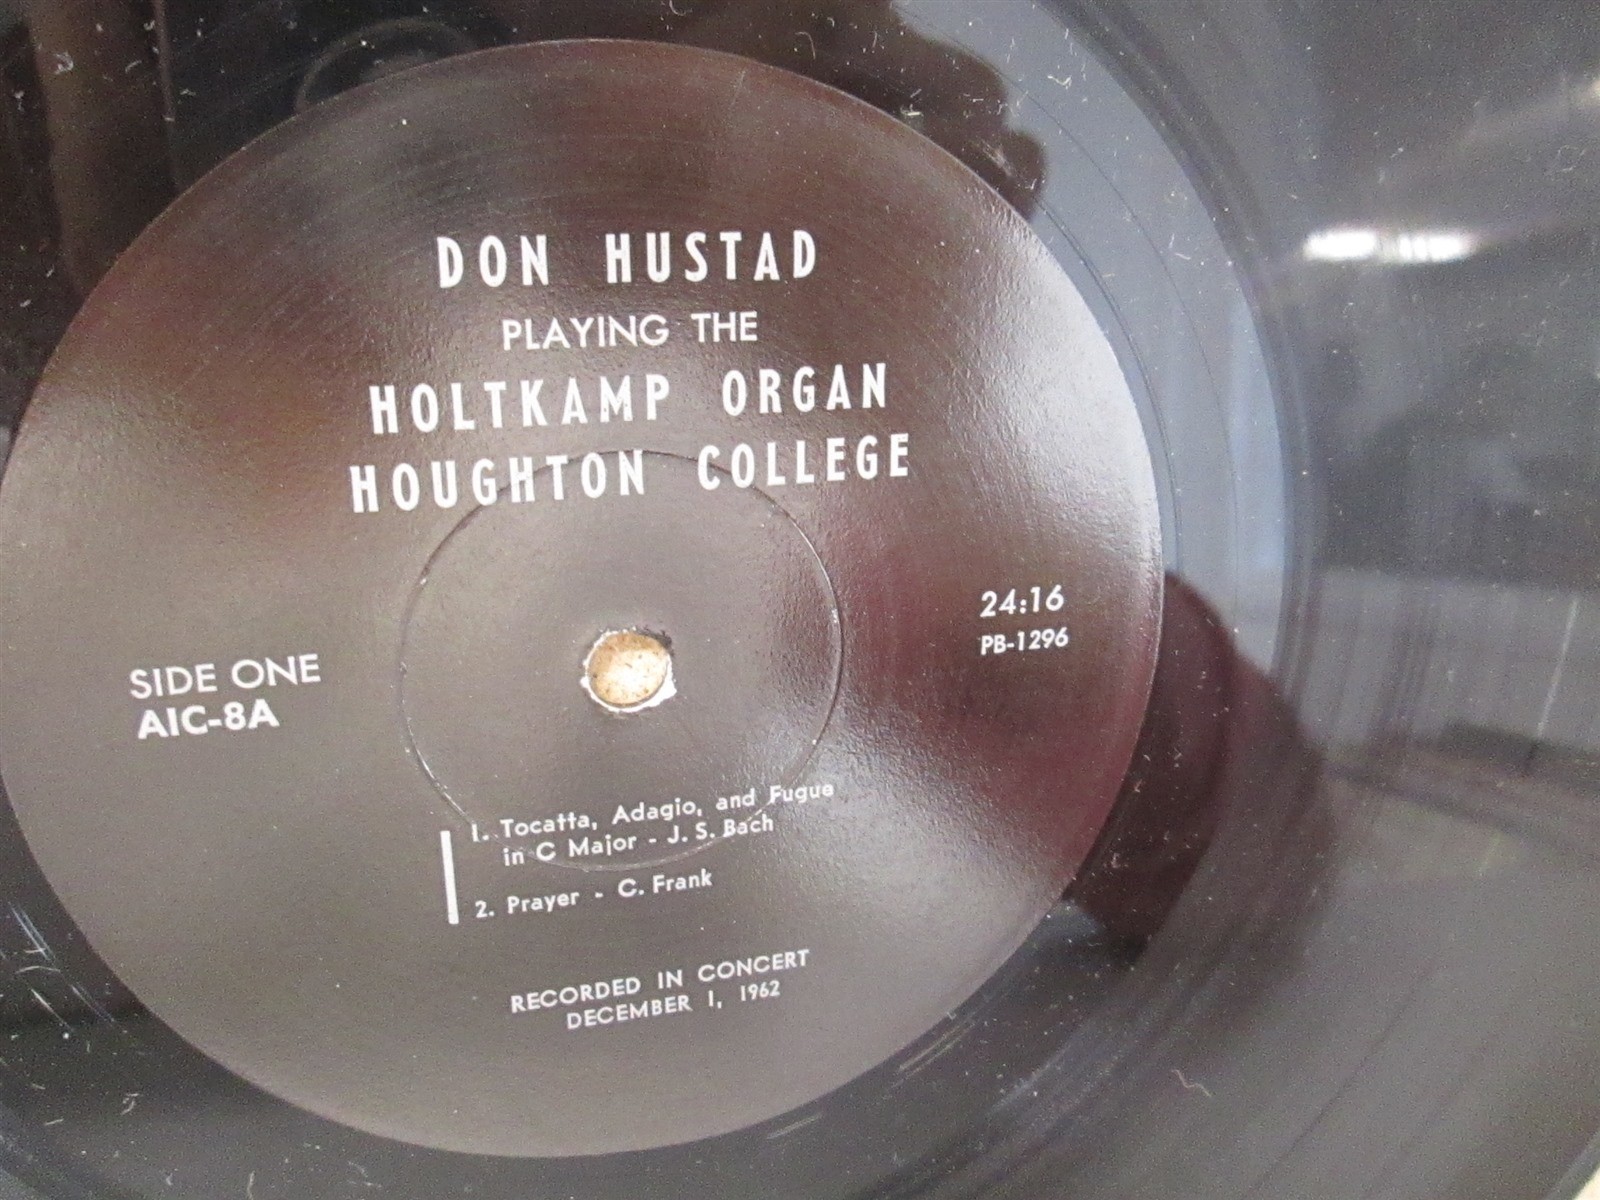 DON HUSTAD
PLAYING THE
HOLTKAMP ORGAN
HOUGHTON COLLEGE
24:16
PB-1296
SIDE ONE
AIC-8A
1. Tocatta, Adagio, and Fugue
in C Major - J. S. Bach
2. Prayer - C. Frank
RECORDED IN CONCERT
DECEMBER 1, 1962